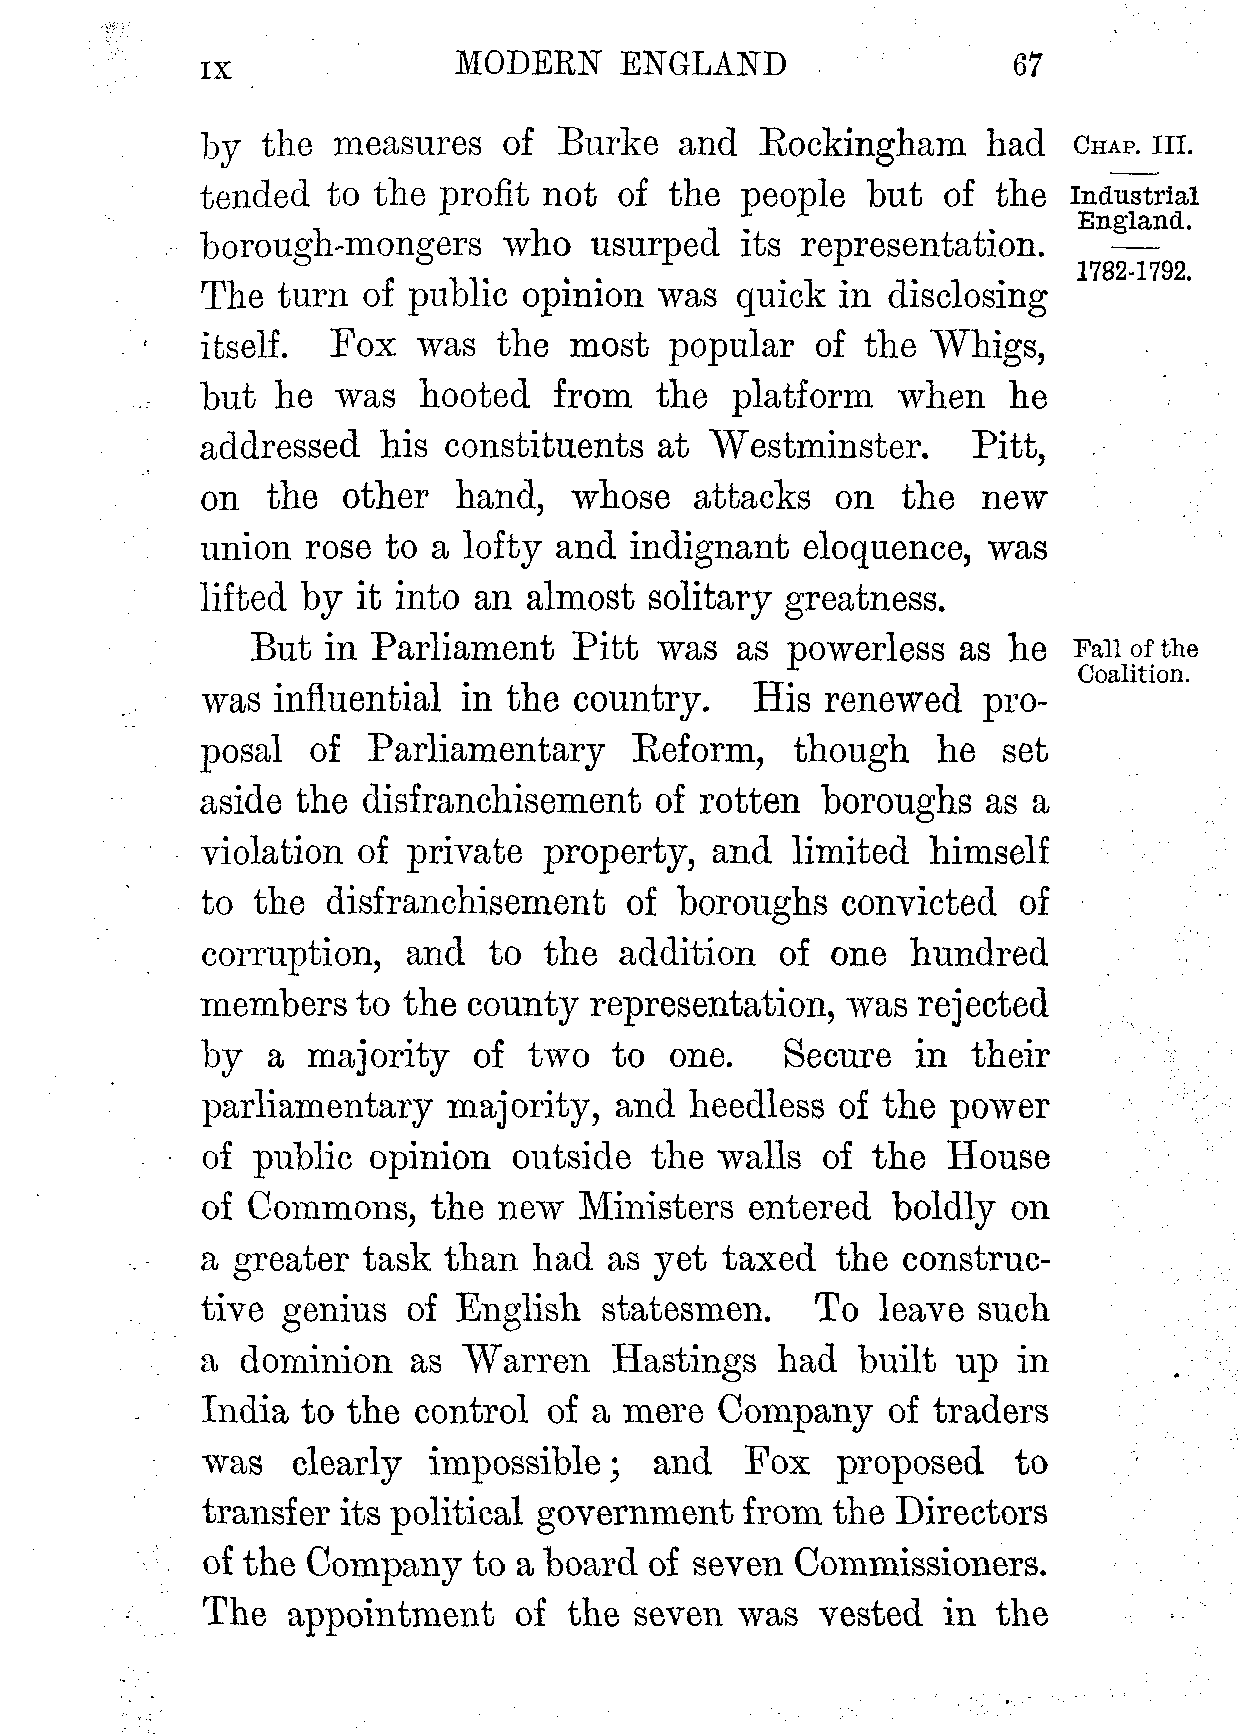 IX MODERN ENGLAND 67
by the measures of Burke and Rockingham had
tended to the profit not of the people but of the
borough-mongers who usurped its representation.
The turn of public opinion was quick in disclosing
itself. Fox was the most popular of the Whigs,
but he was hooted from the platform when he
addressed his constituents at Westminster. Pitt,
on the other hand, whose attacks on the new
union rose to a lofty and indignant eloquence, was
lifted by it into an almost solitary greatness.
CHAP. III.
Industrial
England.
1782-1792.
But in Parliament Pitt was as powerless as he
was influential in the country. His renewed pro-
posal of Parliamentary Reform, though he set
aside the disfranchisement of rotten boroughs as a
violation of private property, and limited himself
to the disfranchisement of boroughs convicted of
corruption, and to the addition of one hundred
members to the county representation, was rejected
by a majority of two to one. Secure in their
parliamentary majority, and heedless of the power
of public opinion outside the walls of the House
of Commons, the new Ministers entered boldly on
a greater task than had as yet taxed the construc-
tive genius of English statesmen. To leave such
a dominion as Warren Hastings had built up in
India to the control of a mere Company of traders
was clearly impossible; and Fox proposed to
transfer its political government from the Directors
of the Company to a board of seven Commissioners.
The appointment of the seven was vested in the
Fall of the
Coalition.